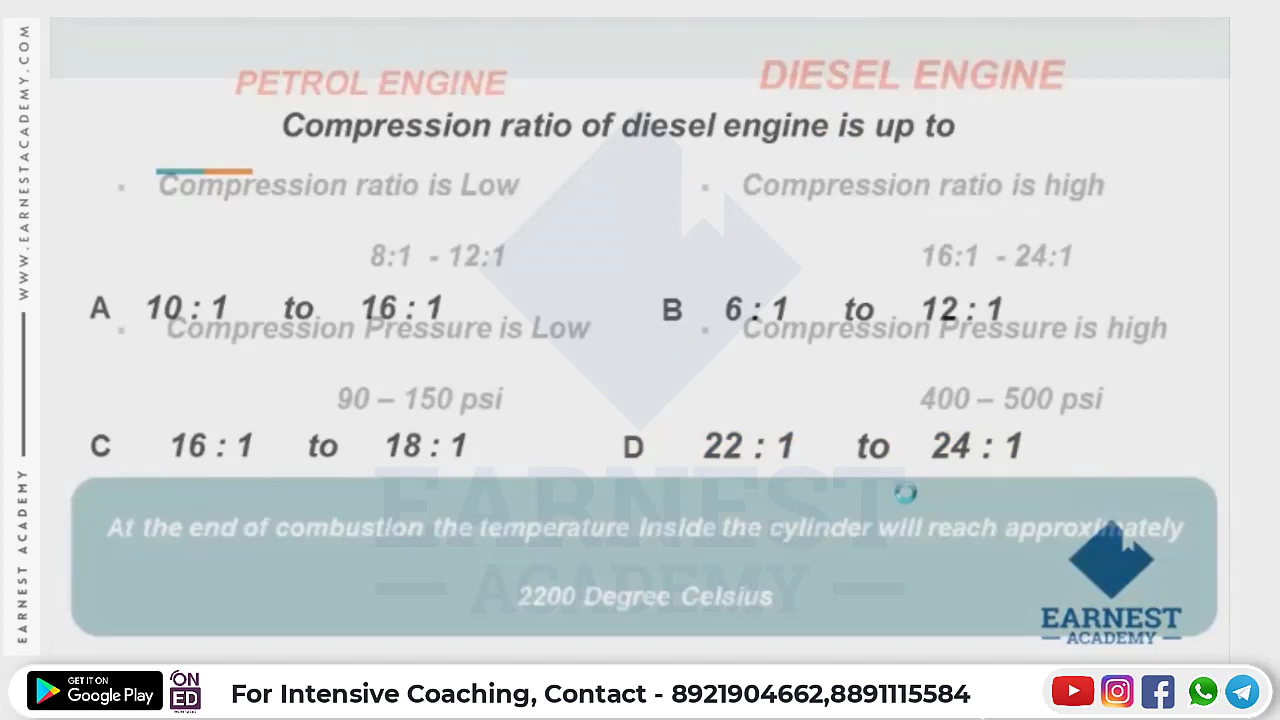 WWW.EARNESTACADEMY.COM
EARNEST ACADEMY
PETROL ENGINE
DIESEL ENGINE
Compression ratio of diesel engine is up to
▪ Compression ratio is Low
▪ Compression ratio is high
8:1 - 12:1
16:1 - 24:1
A 10 : 1 to 16 : 1
B 6 : 1 to 12 : 1
▪ Compression Pressure is Low
▪ Compression Pressure is high
90 – 150 psi
400 – 500 psi
C 16 : 1 to 18 : 1
D 22 : 1 to 24 : 1
EARNEST
ACADEMY
At the end of combustion the temperature inside the cylinder will reach approximately
2200 Degree Celsius
EARNEST
ACADEMY
GET IT ON
Google Play
ON
ED
For Intensive Coaching, Contact - 8921904662,8891115584